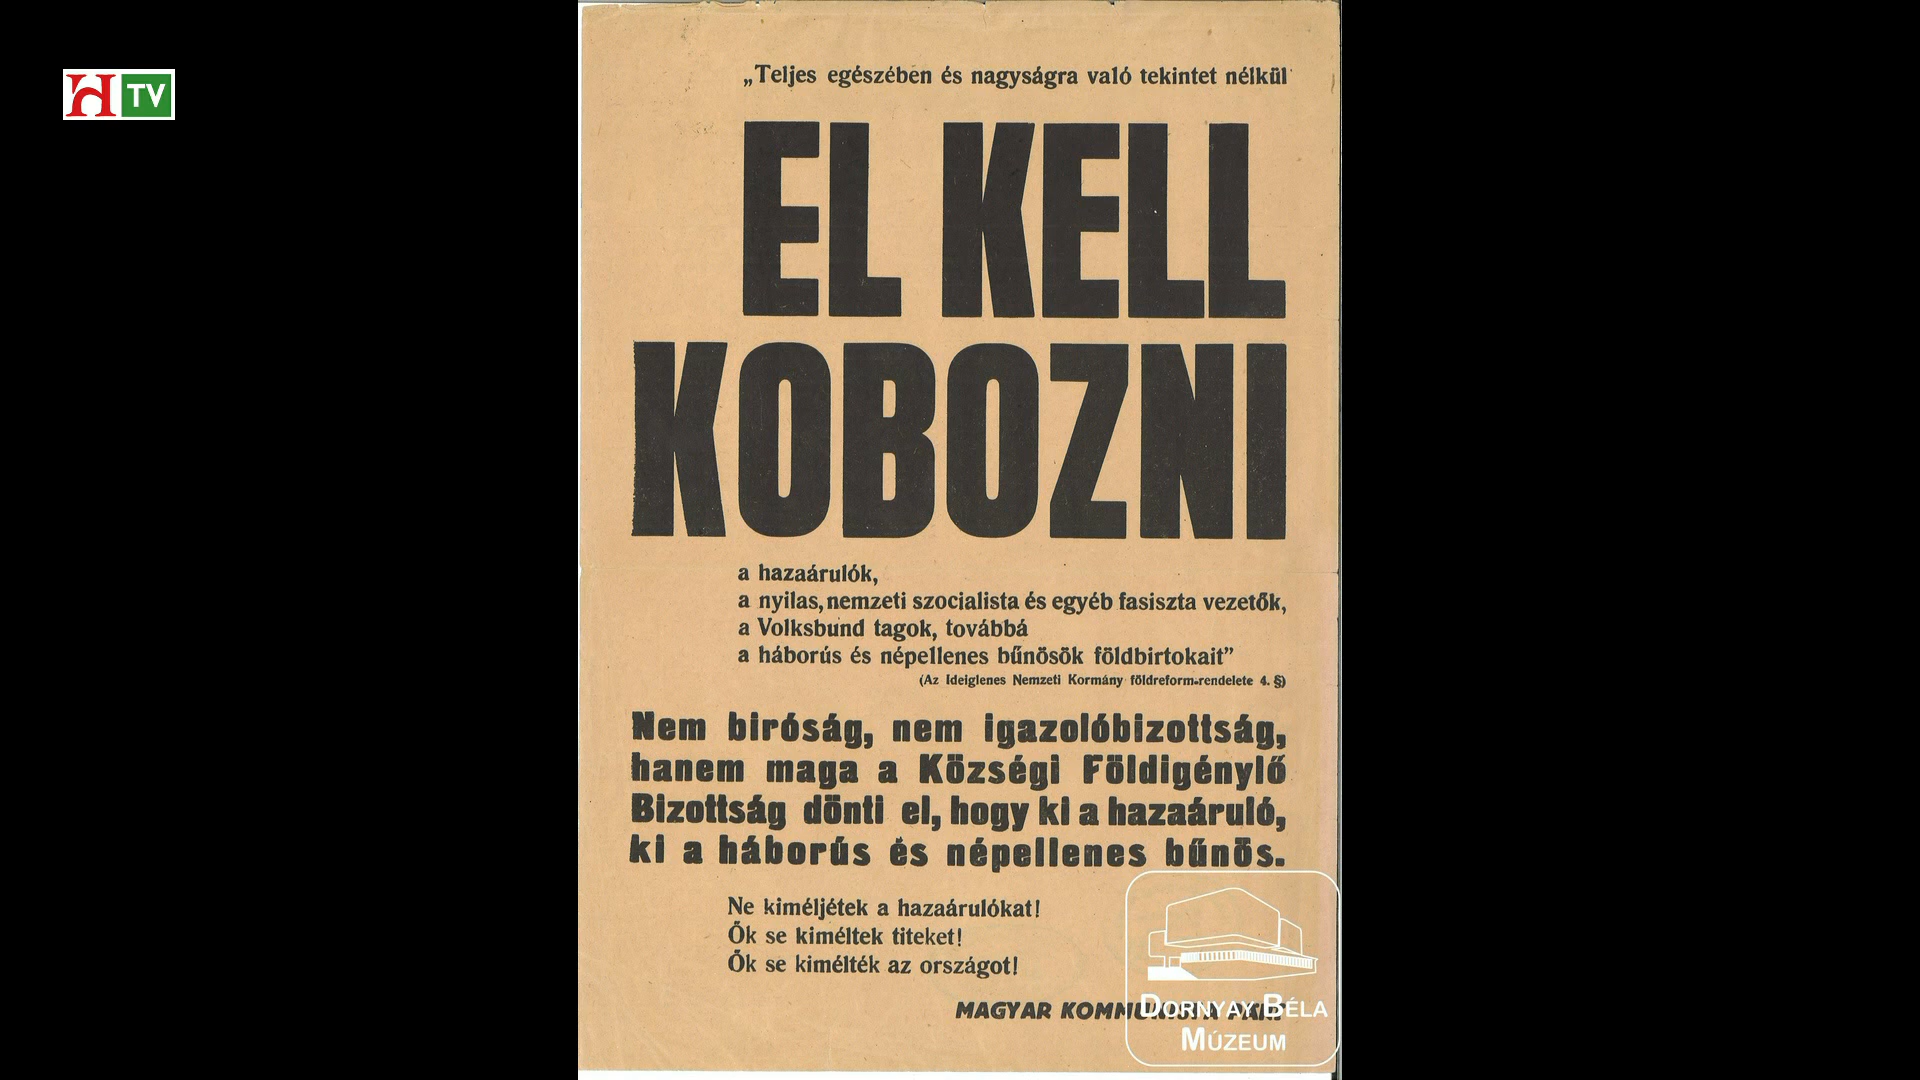 H TV
„Teljes egészében és nagyságra való tekintet nélkül
EL KELL
KOBOZNI
a hazaárulók,
a nyilas, nemzeti szocialista és egyéb fasiszta vezetők,
a Volksbund tagok, továbbá
a háborús és népellenes bűnösök földbirtokait”
(Az Ideiglenes Nemzeti Kormány földreform-rendelete 4. §)
Nem biróság, nem igazolóbizottság,
hanem maga a Községi Földigénylő
Bizottság dönti el, hogy ki a hazaáruló,
ki a háborús és népellenes bűnös.
Ne kiméljétek a hazaárulókat!
Ők se kiméltek titeket!
Ők se kimélték az országot!
MAGYAR KOMMUNISTA PÁRT
DORNYAY BÉLA
MÚZEUM